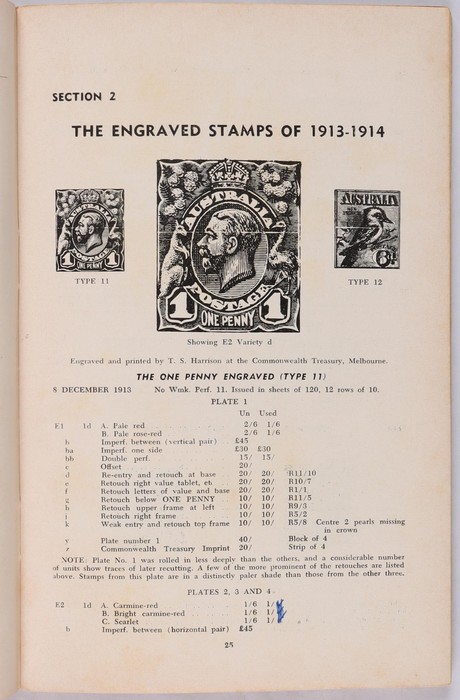 SECTION 2
THE ENGRAVED STAMPS OF 1913-1914
AUSTRALIA
POSTAGE
1 1
ONE PENNY
AUSTRALIA
POSTAGE
1 1
ONE PENNY
AUSTRALIA
6d
TYPE 11
TYPE 12
Showing E2 Variety d
Engraved and printed by T. S. Harrison at the Commonwealth Treasury, Melbourne.
THE ONE PENNY ENGRAVED (TYPE 11)
8 DECEMBER 1913 No Wmk. Perf. 11. Issued in sheets of 120, 12 rows of 10.
PLATE 1
Un Used
E1 1d A. Pale red 2/6 1/6
B. Pale rose-red 2/6 1/6
b Imperf. between (vertical pair) £45
ba Imperf. one side £30 £30
bb Double perf. 15/ 15/
c Offset 20/
d Re-entry and retouch at base 20/ 20/ R11/10
e Retouch right value tablet, etc 20/ 20/ R10/7
f Retouch letters of value and base 20/ 20/ R1/1
g Retouch below ONE PENNY 10/ 10/ R11/5
h Retouch upper frame at left 10/ 10/ R9/3
j Retouch right frame 10/ 10/ R5/2
k Weak entry and retouch top frame 10/ 10/ R5/8 Centre 2 pearls missing
in crown
y Plate number 1 40/ Block of 4
z Commonwealth Treasury Imprint 20/ Strip of 4
NOTE: Plate No. 1 was rolled in less deeply than the others, and a considerable number
of units show traces of later recutting. A few of the more prominent of the retouches are listed
above. Stamps from this plate are in a distinctly paler shade than those from the other three.
PLATES 2, 3 AND 4
E2 1d A. Carmine-red 1/6 1/
B. Bright carmine-red 1/6 1/
C. Scarlet 1/6 1/
b Imperf. between (horizontal pair) £45
25